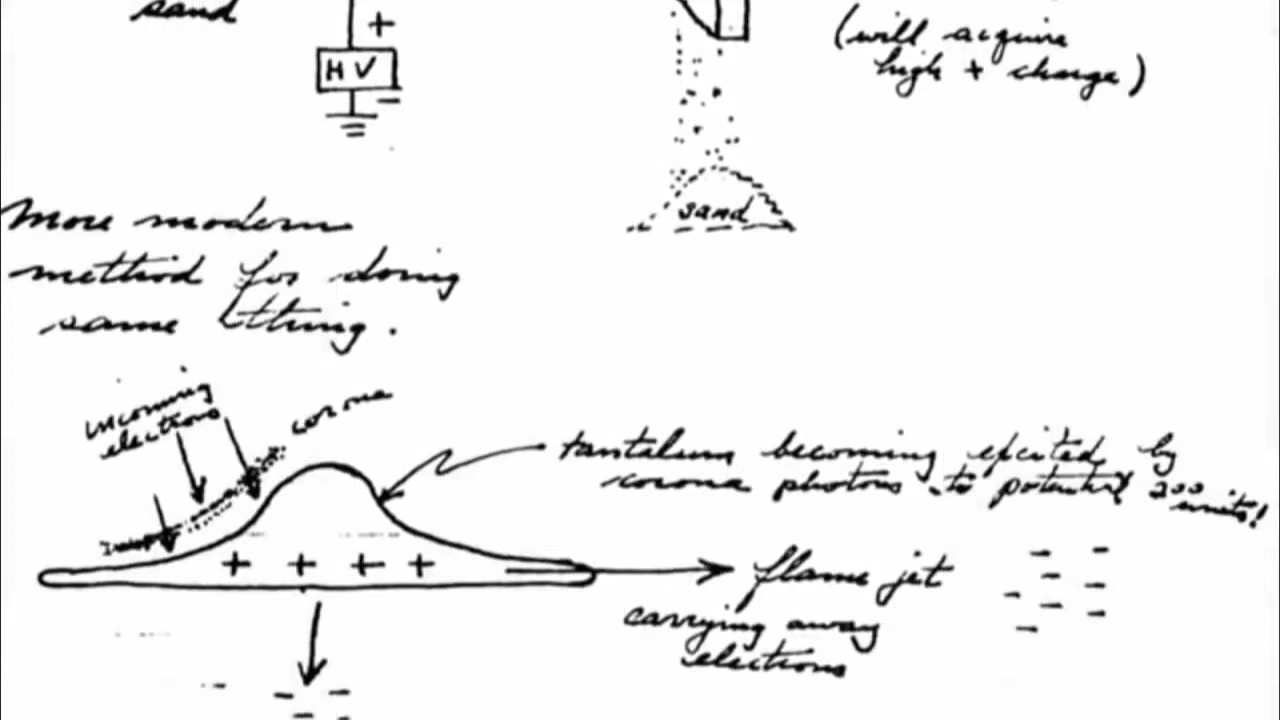 sand
+
HV
−
(will acquire
high + charge)
sand
More modern
method for doing
same thing.
incoming
electrons
corona
tantalum becoming excited by
corona photons to potential 200
units!
+ + + +
flame jet
carrying away
electrons